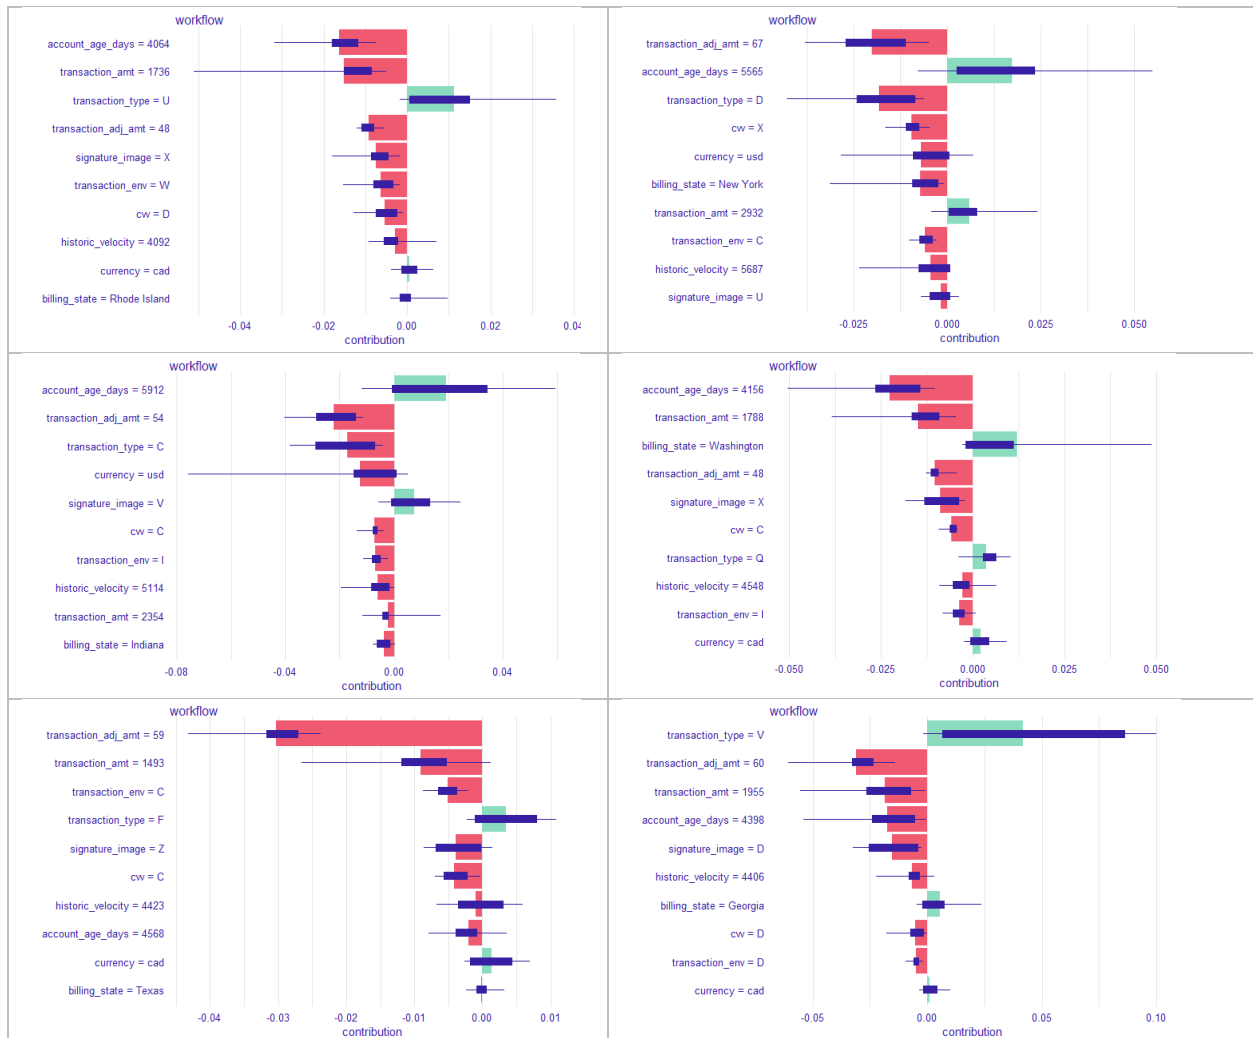 workflow
account_age_days = 4064
transaction_amt = 1736
transaction_type = U
transaction_adj_amt = 48
signature_image = X
transaction_env = W
cvv = D
historic_velocity = 4092
currency = cad
billing_state = Rhode Island
-0.04 -0.02 0.00 0.02 0.04
contribution
workflow
transaction_adj_amt = 67
account_age_days = 5565
transaction_type = D
cvv = X
currency = usd
billing_state = New York
transaction_amt = 2932
transaction_env = C
historic_velocity = 5687
signature_image = U
-0.025 0.000 0.025 0.050
contribution
workflow
account_age_days = 5912
transaction_adj_amt = 54
transaction_type = C
currency = usd
signature_image = V
cvv = C
transaction_env = I
historic_velocity = 5114
transaction_amt = 2354
billing_state = Indiana
-0.08 -0.04 0.00 0.04
contribution
workflow
account_age_days = 4156
transaction_amt = 1788
billing_state = Washington
transaction_adj_amt = 48
signature_image = X
cvv = C
transaction_type = Q
historic_velocity = 4548
transaction_env = I
currency = cad
-0.050 -0.025 0.000 0.025 0.050
contribution
workflow
transaction_adj_amt = 59
transaction_amt = 1493
transaction_env = C
transaction_type = F
signature_image = Z
cvv = C
historic_velocity = 4423
account_age_days = 4568
currency = cad
billing_state = Texas
-0.04 -0.03 -0.02 -0.01 0.00 0.01
contribution
workflow
transaction_type = V
transaction_adj_amt = 60
transaction_amt = 1955
account_age_days = 4398
signature_image = D
historic_velocity = 4406
billing_state = Georgia
cvv = D
transaction_env = D
currency = cad
-0.05 0.00 0.05 0.10
contribution